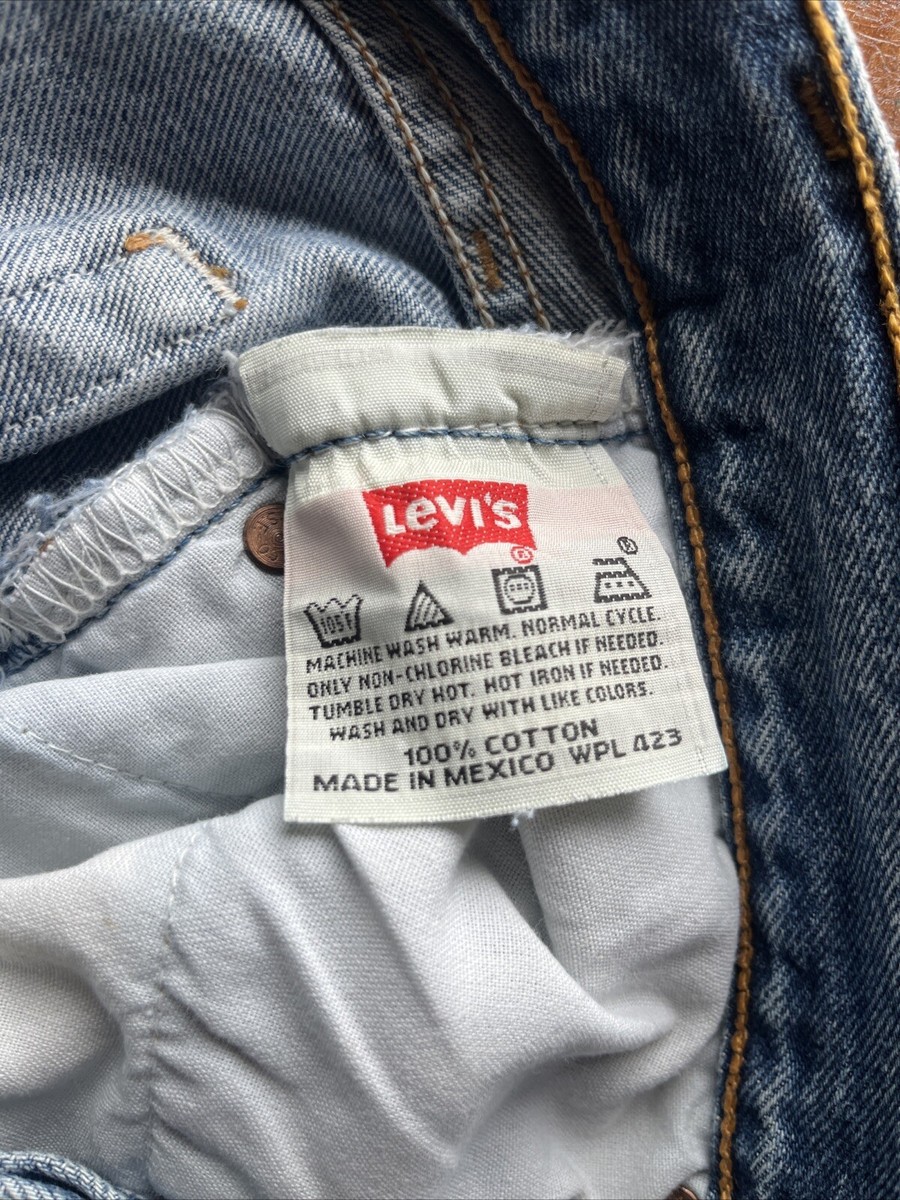 Levi's
®
®
105F
MACHINE WASH WARM. NORMAL CYCLE.
ONLY NON-CHLORINE BLEACH IF NEEDED.
TUMBLE DRY HOT. HOT IRON IF NEEDED.
WASH AND DRY WITH LIKE COLORS.
100% COTTON
MADE IN MEXICO WPL 423